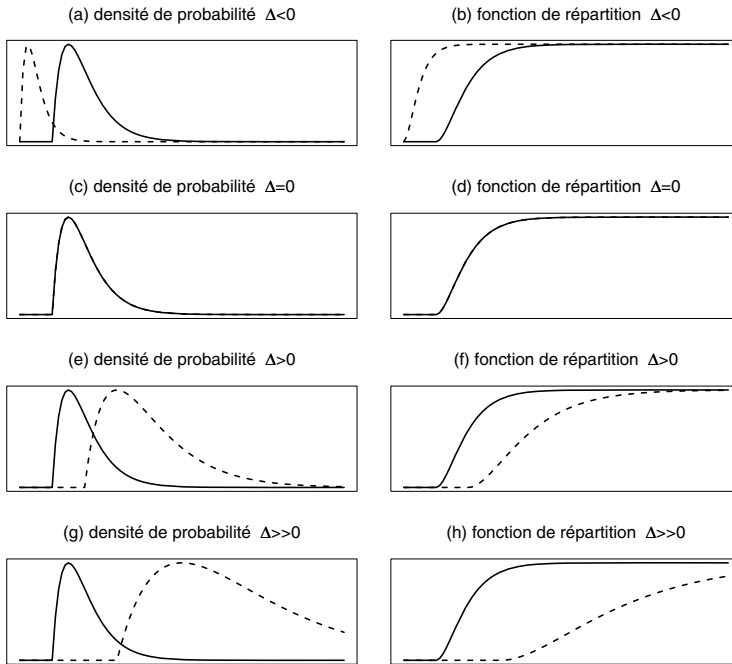 (a) densité de probabilité Δ<0
(b) fonction de répartition Δ<0
(c) densité de probabilité Δ=0
(d) fonction de répartition Δ=0
(e) densité de probabilité Δ>0
(f) fonction de répartition Δ>0
(g) densité de probabilité Δ>>0
(h) fonction de répartition Δ>>0